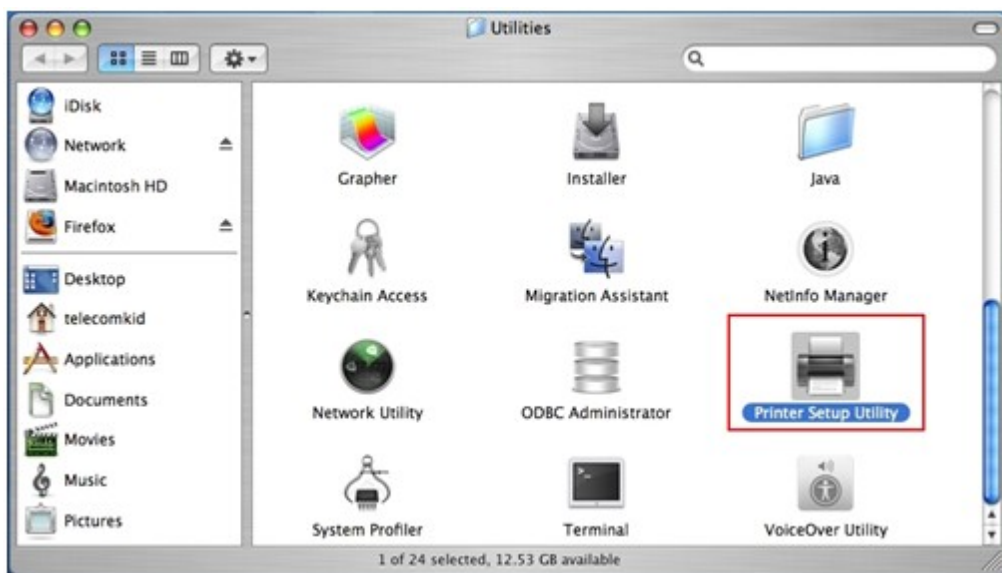 Utilities
iDisk
Network
Macintosh HD
Firefox
Desktop
telecomkid
Applications
Documents
Movies
Music
Pictures
Grapher
Installer
Java
Keychain Access
Migration Assistant
NetInfo Manager
Network Utility
ODBC Administrator
Printer Setup Utility
System Profiler
Terminal
VoiceOver Utility
1 of 24 selected, 12.53 GB available